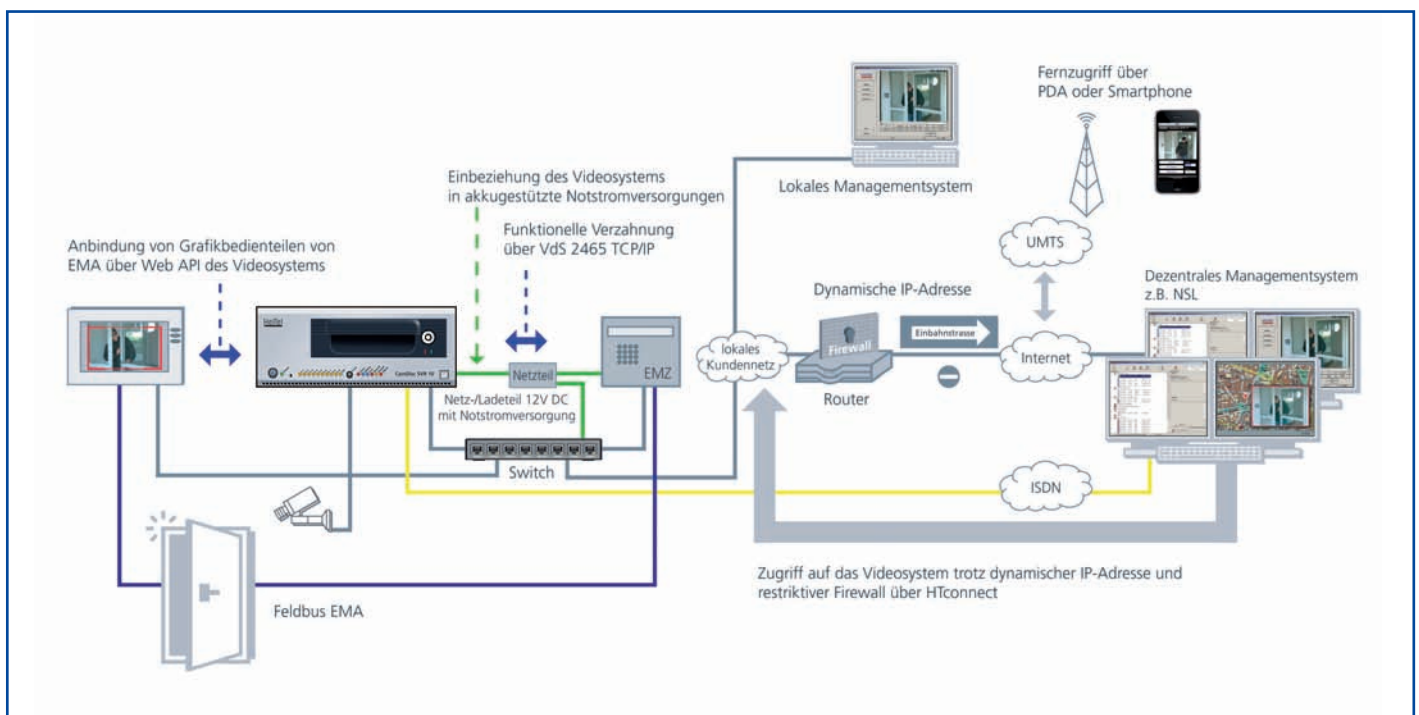 Fernzugriff über
PDA oder Smartphone
Lokales Managementsystem
Einbeziehung des Videosystems
in akkugestützte Notstromversorgungen
Funktionelle Verzahnung
über VdS 2465 TCP/IP
Anbindung von Grafikbedienteilen von
EMA über Web API des Videosystems
UMTS
Dezentrales Managementsystem
z.B. NSL
Dynamische IP-Adresse
Einbahnstrasse
Firewall
lokales
Kundennetz
Internet
Router
EMZ
Netzteil
Netz-/Ladeteil 12V DC
mit Notstromversorgung
Switch
ISDN
Zugriff auf das Videosystem trotz dynamischer IP-Adresse und
restriktiver Firewall über HTconnect
Feldbus EMA